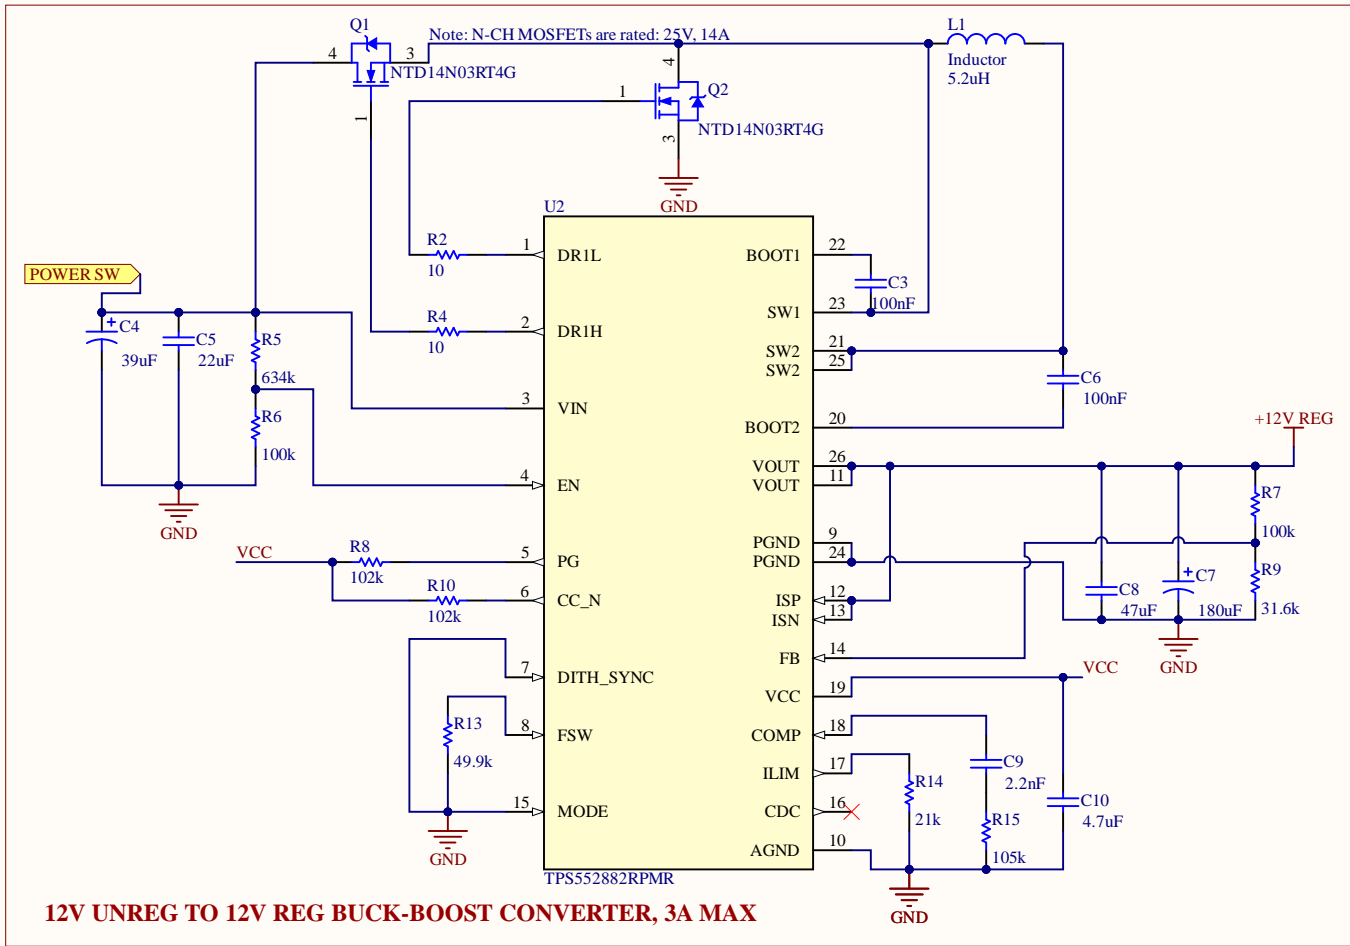 Q1
4
3
Note: N-CH MOSFETs are rated: 25V, 14A
NTD14N03RT4G
1
L1
Inductor
5.2uH
4
1
Q2
NTD14N03RT4G
3
GND
U2
R2
10
1
DR1L
R4
10
2
DR1H
POWER SW
C4
39uF
C5
22uF
R5
634k
R6
100k
GND
3
VIN
4
EN
VCC
R8
102k
5
PG
R10
102k
6
CC_N
7
DITH_SYNC
R13
49.9k
8
FSW
15
MODE
GND
BOOT1
22
C3
100nF
SW1
23
SW2
21
SW2
25
C6
100nF
BOOT2
20
+12V REG
VOUT
26
VOUT
11
R7
100k
PGND
9
PGND
24
R9
31.6k
C8
47uF
C7
180uF
GND
ISP
12
ISN
13
FB
14
VCC
19
VCC
COMP
18
C9
2.2nF
ILIM
17
R14
21k
CDC
16
R15
105k
C10
4.7uF
AGND
10
GND
TPS552882RPMR
12V UNREG TO 12V REG BUCK-BOOST CONVERTER, 3A MAX